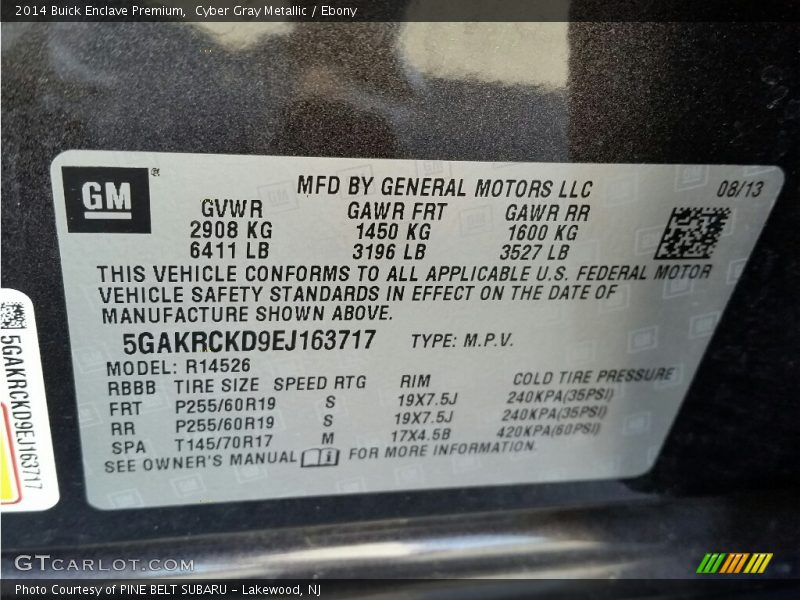 2014 Buick Enclave Premium, Cyber Gray Metallic / Ebony
GM®
MFD BY GENERAL MOTORS LLC 08/13
GVWR GAWR FRT GAWR RR
2908 KG 1450 KG 1600 KG
6411 LB 3196 LB 3527 LB
THIS VEHICLE CONFORMS TO ALL APPLICABLE U.S. FEDERAL MOTOR
VEHICLE SAFETY STANDARDS IN EFFECT ON THE DATE OF
MANUFACTURE SHOWN ABOVE.
5GAKRCKD9EJ163717 TYPE: M.P.V.
MODEL: R14526
RBBB TIRE SIZE SPEED RTG RIM COLD TIRE PRESSURE
FRT P255/60R19 S 19X7.5J 240KPA(35PSI)
RR P255/60R19 S 19X7.5J 240KPA(35PSI)
SPA T145/70R17 M 17X4.5B 420KPA(60PSI)
SEE OWNER'S MANUAL FOR MORE INFORMATION.
5GAKRCKD9EJ163717
GTCARLOT.COM
Photo Courtesy of PINE BELT SUBARU - Lakewood, NJ